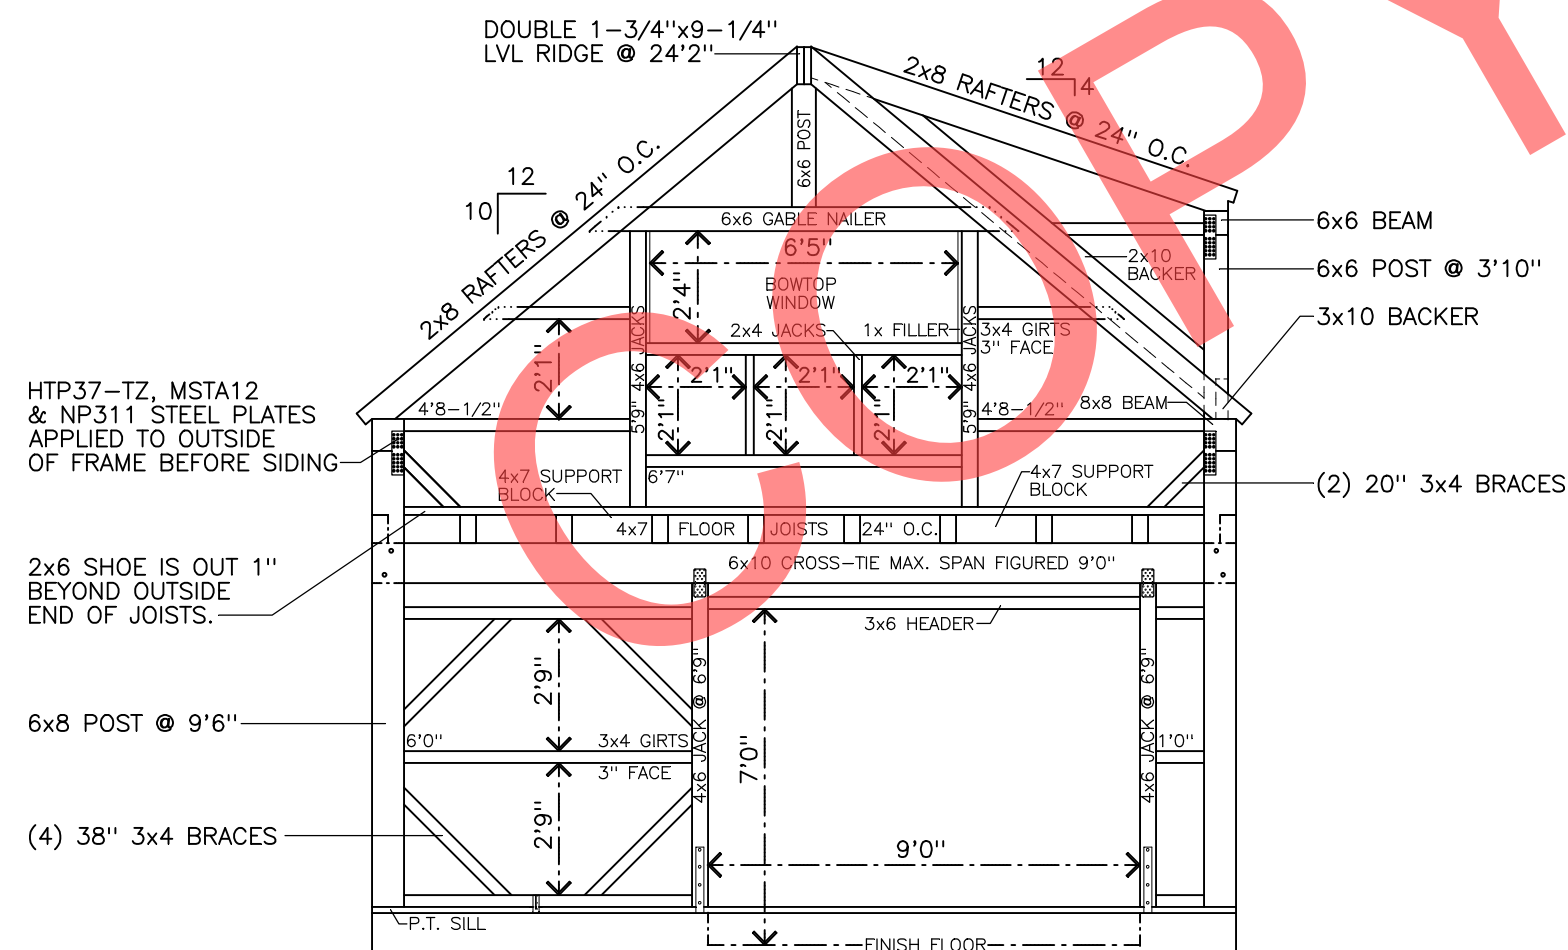 DOUBLE 1-3/4"x9-1/4"
LVL RIDGE @ 24'2"
2x8 RAFTERS @ 24" O.C.
12
4
12
10
2x8 RAFTERS @ 24" O.C.
6x6 POST
6x6 GABLE NAILER
6x6 BEAM
6'5"
2x10
BACKER
6x6 POST @ 3'10"
BOWTOP
WINDOW
2'4"
3x10 BACKER
2x4 JACKS
1x FILLER
3x4 GIRTS
3" FACE
2'1"
5'9" 4x6 JACKS
5'9" 4x6 JACKS
2'1"
2'1"
2'1"
2'1"
2'1"
2'1"
HTP37-TZ, MSTA12
& NP311 STEEL PLATES
APPLIED TO OUTSIDE
OF FRAME BEFORE SIDING
4'8-1/2"
4'8-1/2"
8x8 BEAM
4x7 SUPPORT
BLOCK
6'7"
4x7 SUPPORT
BLOCK
(2) 20" 3x4 BRACES
4x7 FLOOR JOISTS 24" O.C.
2x6 SHOE IS OUT 1"
BEYOND OUTSIDE
END OF JOISTS.
6x10 CROSS-TIE MAX. SPAN FIGURED 9'0"
3x6 HEADER
2'9"
4x6 JACK @ 6'9"
4x6 JACK @ 6'9"
6x8 POST @ 9'6"
6'0"
3x4 GIRTS
3" FACE
1'0"
7'0"
2'9"
(4) 38" 3x4 BRACES
9'0"
P.T. SILL
FINISH FLOOR
COPY